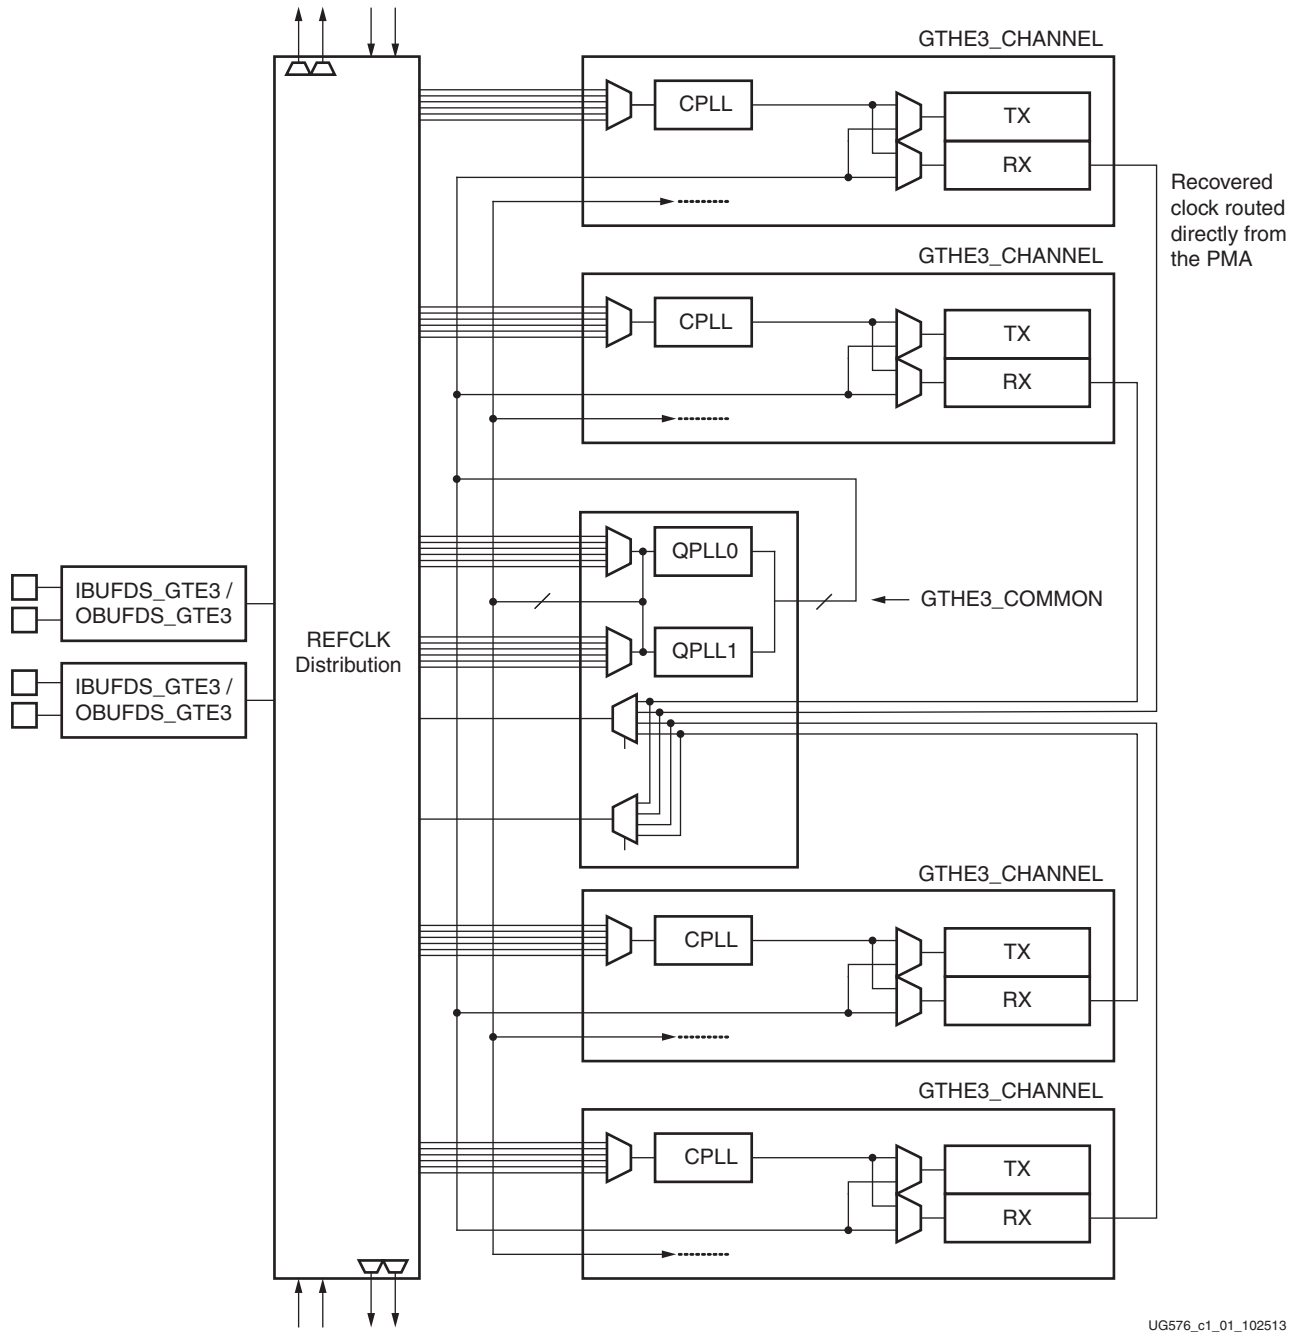 GTHE3_CHANNEL
CPLL
TX
RX
Recovered
clock routed
directly from
the PMA
GTHE3_CHANNEL
CPLL
TX
RX
QPLL0
GTHE3_COMMON
QPLL1
IBUFDS_GTE3 /
OBUFDS_GTE3
IBUFDS_GTE3 /
OBUFDS_GTE3
REFCLK
Distribution
GTHE3_CHANNEL
CPLL
TX
RX
GTHE3_CHANNEL
CPLL
TX
RX
UG576_c1_01_102513